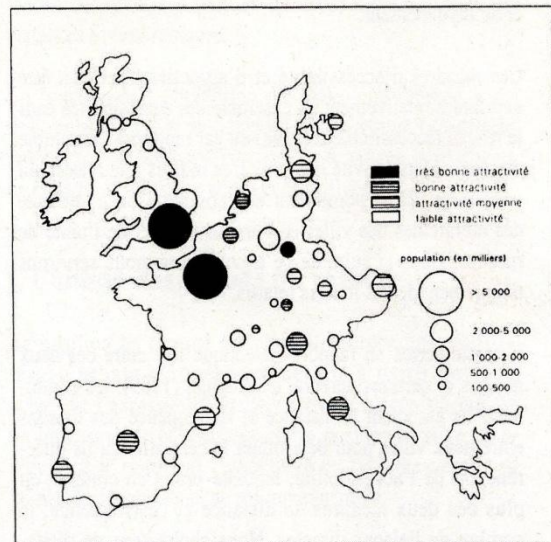 très bonne attractivité
bonne attractivité
attractivité moyenne
faible attractivité
population (en milliers)
> 5 000
2 000-5 000
1 000-2 000
500-1 000
100-500